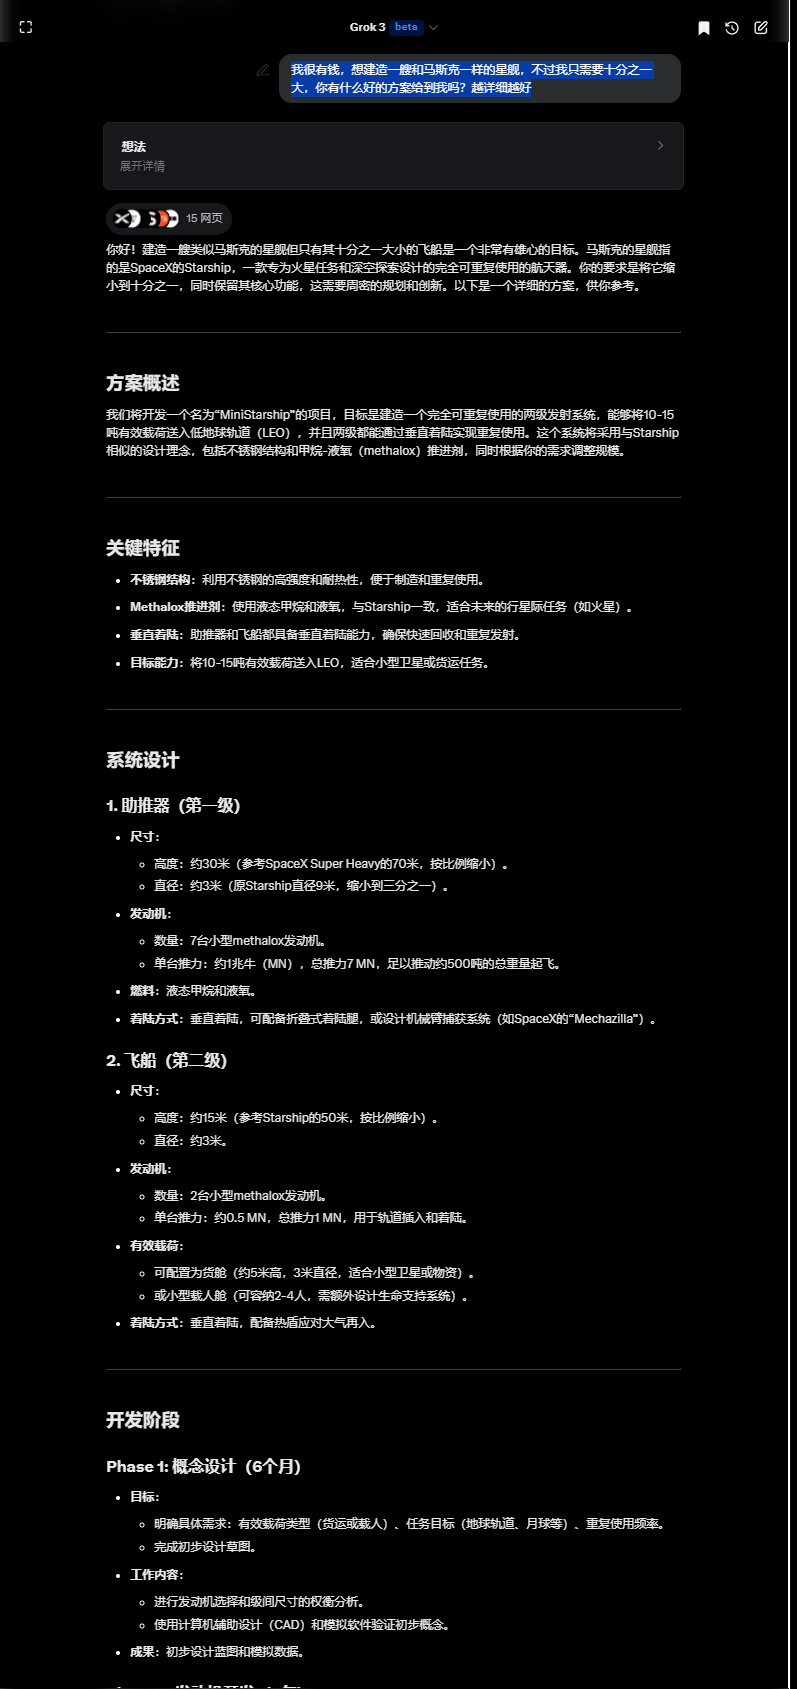 Grok 3 beta
我很有钱，想建造一艘和马斯克一样的星舰，不过我只需要十分之一
大，你有什么好的方案给到我吗？越详细越好
想法
展开详情
15 网页
你好！建造一艘类似马斯克的星舰但只有其十分之一大小的飞船是一个非常有雄心的目标。马斯克的星舰指
的是SpaceX的Starship，一款专为火星任务和深空探索设计的完全可重复使用的航天器。你的要求是将它缩
小到十分之一，同时保留其核心功能，这需要周密的规划和创新。以下是一个详细的方案，供你参考。
方案概述
我们将开发一个名为“MiniStarship”的项目，目标是建造一个完全可重复使用的两级发射系统，能够将10-15
吨有效载荷送入低地球轨道（LEO），并且两级都能通过垂直着陆实现重复使用。这个系统将采用与Starship
相似的设计理念，包括不锈钢结构和甲烷-液氧（methalox）推进剂，同时根据你的需求调整规模。
关键特征
• 不锈钢结构：利用不锈钢的高强度和耐热性，便于制造和重复使用。
• Methalox推进剂：使用液态甲烷和液氧，与Starship一致，适合未来的行星际任务（如火星）。
• 垂直着陆：助推器和飞船都具备垂直着陆能力，确保快速回收和重复发射。
• 目标能力：将10-15吨有效载荷送入LEO，适合小型卫星或货运任务。
系统设计
1. 助推器（第一级）
• 尺寸：
◦ 高度：约30米（参考SpaceX Super Heavy的70米，按比例缩小）。
◦ 直径：约3米（原Starship直径9米，缩小到三分之一）。
• 发动机：
◦ 数量：7台小型methalox发动机。
◦ 单台推力：约1兆牛（MN），总推力7 MN，足以推动约500吨的总重量起飞。
• 燃料：液态甲烷和液氧。
• 着陆方式：垂直着陆，可配备折叠式着陆腿，或设计机械臂捕获系统（如SpaceX的“Mechazilla”）。
2. 飞船（第二级）
• 尺寸：
◦ 高度：约15米（参考Starship的50米，按比例缩小）。
◦ 直径：约3米。
• 发动机：
◦ 数量：2台小型methalox发动机。
◦ 单台推力：约0.5 MN，总推力1 MN，用于轨道插入和着陆。
• 有效载荷：
◦ 可配置为货舱（约5米高，3米直径，适合小型卫星或物资）。
◦ 或小型载人舱（可容纳2-4人，需额外设计生命支持系统）。
• 着陆方式：垂直着陆，配备热盾应对大气再入。
开发阶段
Phase 1: 概念设计（6个月）
• 目标：
◦ 明确具体需求：有效载荷类型（货运或载人）、任务目标（地球轨道、月球等）、重复使用频率。
◦ 完成初步设计草图。
• 工作内容：
◦ 进行发动机选择和级间尺寸的权衡分析。
◦ 使用计算机辅助设计（CAD）和模拟软件验证初步概念。
• 成果：初步设计蓝图和模拟数据。